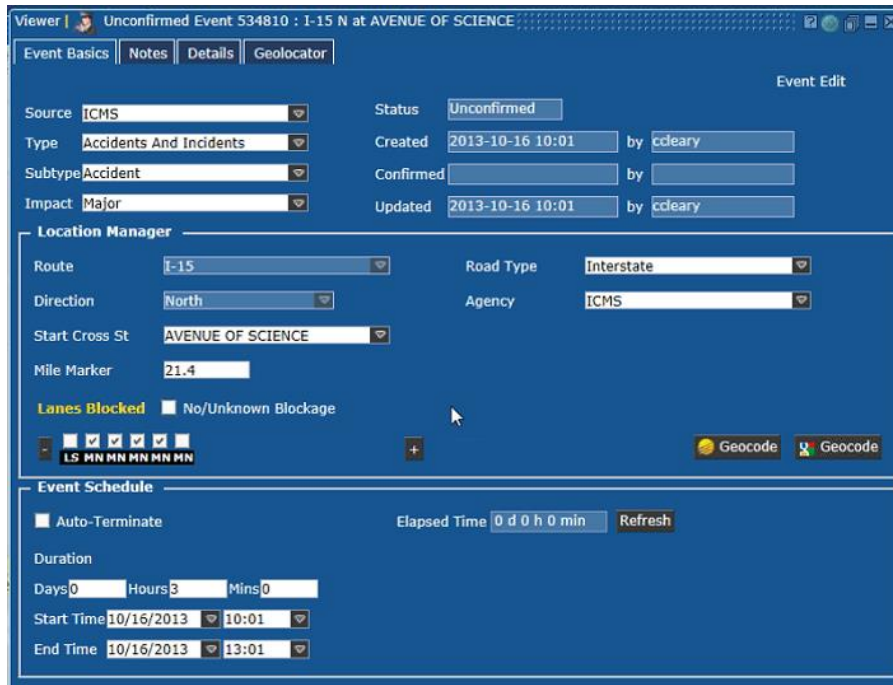 Viewer | Unconfirmed Event 534810 : I-15 N at AVENUE OF SCIENCE
Event Basics Notes Details Geolocator
Event Edit
Source ICMS Status Unconfirmed
Type Accidents And Incidents Created 2013-10-16 10:01 by ccleary
Subtype Accident Confirmed by
Impact Major Updated 2013-10-16 10:01 by ccleary
Location Manager
Route I-15 Road Type Interstate
Direction North Agency ICMS
Start Cross St AVENUE OF SCIENCE
Mile Marker 21.4
Lanes Blocked No/Unknown Blockage
- LS MN MN MN MN MN + Geocode Geocode
Event Schedule
Auto-Terminate Elapsed Time 0 d 0 h 0 min Refresh
Duration
Days 0 Hours 3 Mins 0
Start Time 10/16/2013 10:01
End Time 10/16/2013 13:01